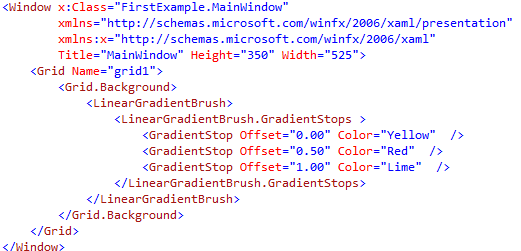 <Window x:Class="FirstExample.MainWindow"
        xmlns="http://schemas.microsoft.com/winfx/2006/xaml/presentation"
        xmlns:x="http://schemas.microsoft.com/winfx/2006/xaml"
        Title="MainWindow" Height="350" Width="525">
    <Grid Name="grid1">
        <Grid.Background>
            <LinearGradientBrush>
                <LinearGradientBrush.GradientStops >
                    <GradientStop Offset="0.00" Color="Yellow"  />
                    <GradientStop Offset="0.50" Color="Red"  />
                    <GradientStop Offset="1.00" Color="Lime"  />
                </LinearGradientBrush.GradientStops>
            </LinearGradientBrush>
        </Grid.Background>
    </Grid>
</Window>